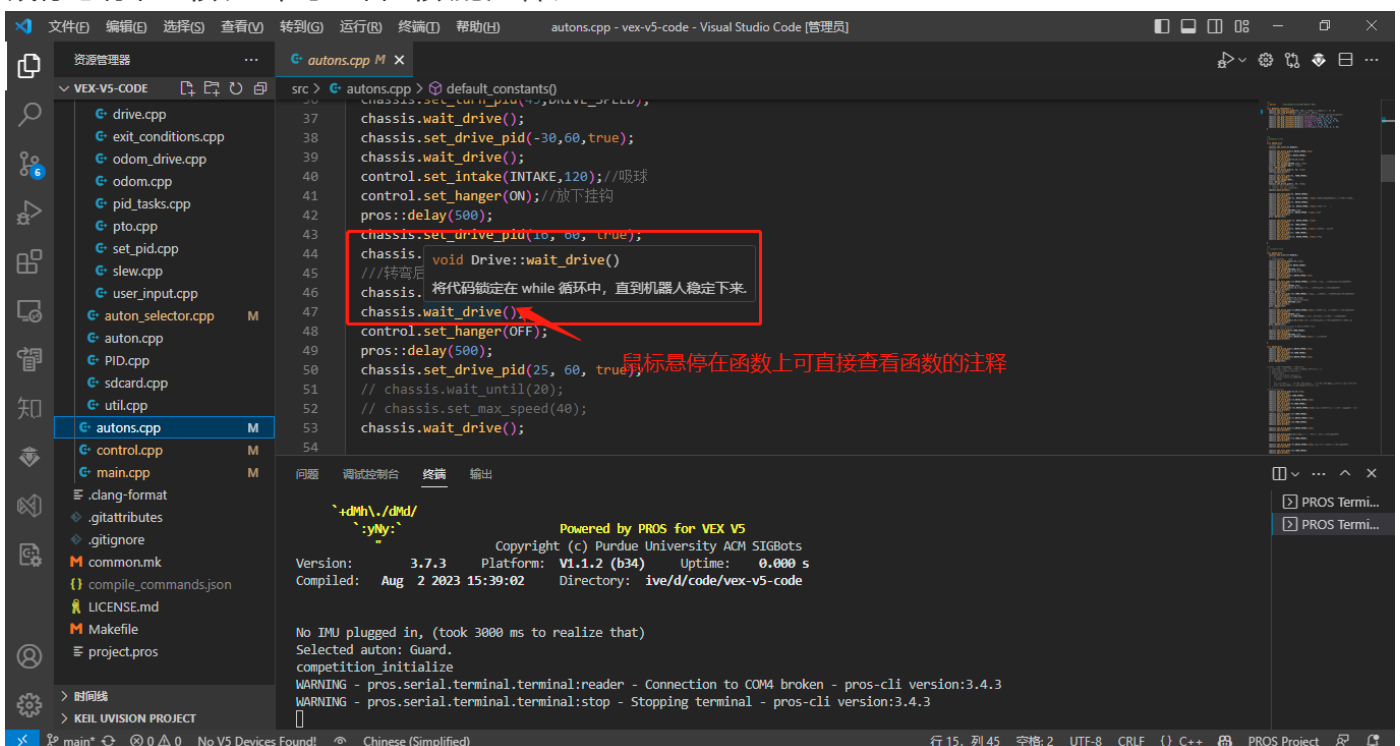 文件(F) 编辑(E) 选择(S) 查看(V) 转到(G) 运行(R) 终端(T) 帮助(H) autons.cpp - vex-v5-code - Visual Studio Code [管理员]
资源管理器
autons.cpp M
VEX-V5-CODE
src > autons.cpp > default_constants()
drive.cpp
exit_conditions.cpp
odom_drive.cpp
odom.cpp
pid_tasks.cpp
pto.cpp
set_pid.cpp
slew.cpp
user_input.cpp
auton_selector.cpp M
auton.cpp
PID.cpp
sdcard.cpp
util.cpp
autons.cpp M
control.cpp M
main.cpp M
.clang-format
.gitattributes
.gitignore
common.mk
compile_commands.json
LICENSE.md
Makefile
project.pros
时间线
KEIL UVISION PROJECT
36 chassis.set_turn_pid(45,DRIVE_SPEED);
37 chassis.wait_drive();
38 chassis.set_drive_pid(-30,60,true);
39 chassis.wait_drive();
40 control.set_intake(INTAKE,120);//吸球
41 control.set_hanger(ON);//放下挂钩
42 pros::delay(500);
43 chassis.set_drive_pid(16, 60, true);
44 chassis.
void Drive::wait_drive()
45 ///转弯后
将代码锁定在 while 循环中，直到机器人稳定下来.
46 chassis.
47 chassis.wait_drive();
48 control.set_hanger(OFF);
49 pros::delay(500);
鼠标悬停在函数上可直接查看函数的注释
50 chassis.set_drive_pid(25, 60, true);
51 // chassis.wait_until(20);
52 // chassis.set_max_speed(40);
53 chassis.wait_drive();
54
问题 调试控制台 终端 输出
PROS Termi...
PROS Termi...
`+dMh\./dMd/
`:yNy:` Powered by PROS for VEX V5
" Copyright (c) Purdue University ACM SIGBots
Version: 3.7.3 Platform: V1.1.2 (b34) Uptime: 0.000 s
Compiled: Aug 2 2023 15:39:02 Directory: ive/d/code/vex-v5-code
No IMU plugged in, (took 3000 ms to realize that)
Selected auton: Guard.
competition_initialize
WARNING - pros.serial.terminal.terminal:reader - Connection to COM4 broken - pros-cli version:3.4.3
WARNING - pros.serial.terminal.terminal:stop - Stopping terminal - pros-cli version:3.4.3
main* 0 0 No V5 Devices Found! Chinese (Simplified) 行 15，列 45 空格: 2 UTF-8 CRLF {} C++ PROS Project